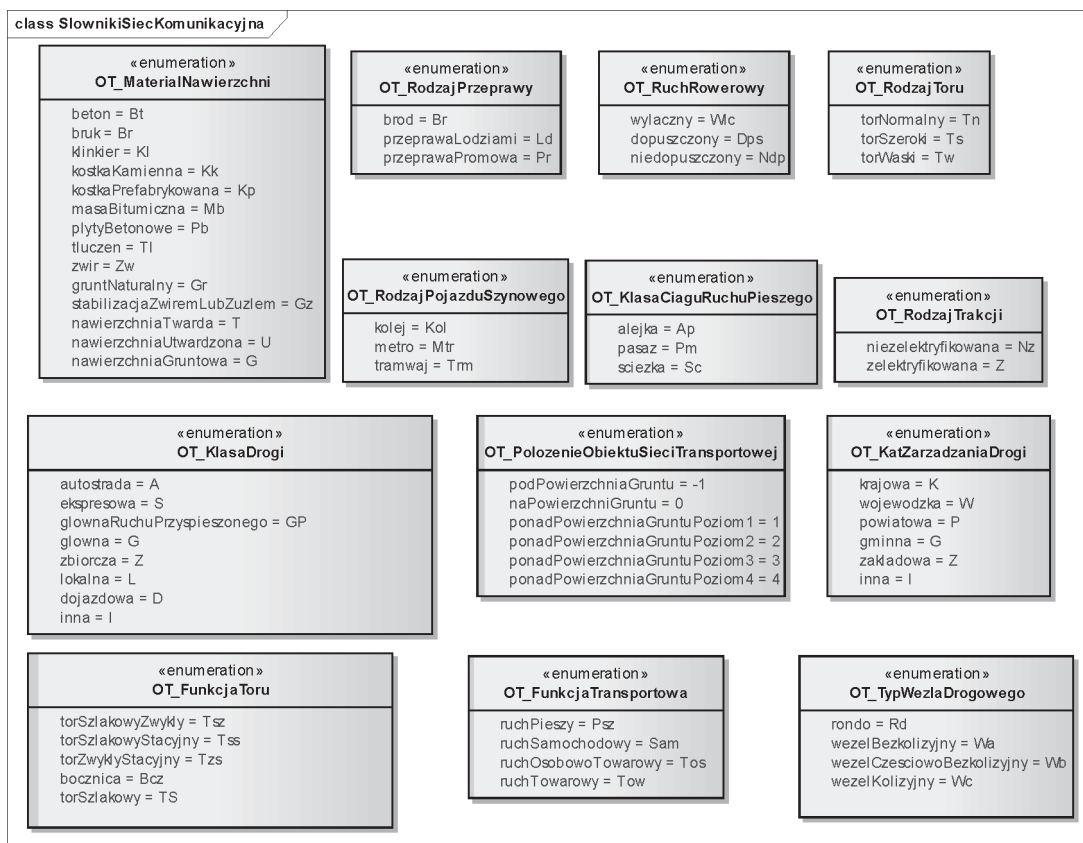 class SlownikiSiecKomunikacyjna
«enumeration»
OT_MaterialNawierzchni
beton = Bt
bruk = Br
klinkier = Kl
kostkaKamienna = Kk
kostkaPrefabrykowana = Kp
masaBitumiczna = Mb
plytyBetonowe = Pb
tluczen = Tl
zwir = Zw
gruntNaturalny = Gr
stabilizacjaZwiremLubZuzlem = Gz
nawierzchniaTwarda = T
nawierzchniaUtwardzona = U
nawierzchniaGruntowa = G
«enumeration»
OT_RodzajPrzeprawy
brod = Br
przeprawaLodziami = Ld
przeprawaPromowa = Pr
«enumeration»
OT_RuchRowerowy
wylaczny = Wlc
dopuszczony = Dps
niedopuszczony = Ndp
«enumeration»
OT_RodzajToru
torNormalny = Tn
torSzeroki = Ts
torWaski = Tw
«enumeration»
OT_RodzajPojazduSzynowego
kolej = Kol
metro = Mtr
tramwaj = Trm
«enumeration»
OT_KlasaCiaguRuchuPieszego
alejka = Ap
pasaz = Pm
sciezka = Sc
«enumeration»
OT_RodzajTrakcji
niezelektryfikowana = Nz
zelektryfikowana = Z
«enumeration»
OT_KlasaDrogi
autostrada = A
ekspresowa = S
glownaRuchuPrzyspieszonego = GP
glowna = G
zbiorcza = Z
lokalna = L
dojazdowa = D
inna = I
«enumeration»
OT_PolozenieObiektuSieciTransportowej
podPowierzchniaGruntu = -1
naPowierzchniGruntu = 0
ponadPowierzchniaGruntuPoziom1 = 1
ponadPowierzchniaGruntuPoziom2 = 2
ponadPowierzchniaGruntuPoziom3 = 3
ponadPowierzchniaGruntuPoziom4 = 4
«enumeration»
OT_KatZarzadzaniaDrogi
krajowa = K
wojewodzka = W
powiatowa = P
gminna = G
zakladowa = Z
inna = I
«enumeration»
OT_FunkcjaToru
torSzlakowyZwykly = Tsz
torSzlakowyStacyjny = Tss
torZwyklyStacyjny = Tzs
bocznica = Bcz
torSzlakowy = TS
«enumeration»
OT_FunkcjaTransportowa
ruchPieszy = Psz
ruchSamochodowy = Sam
ruchOsobowoTowarowy = Tos
ruchTowarowy = Tow
«enumeration»
OT_TypWezlaDrogowego
rondo = Rd
wezelBezkolizyjny = Wa
wezelCzesciowoBezkolizyjny = Wb
wezelKolizyjny = Wc